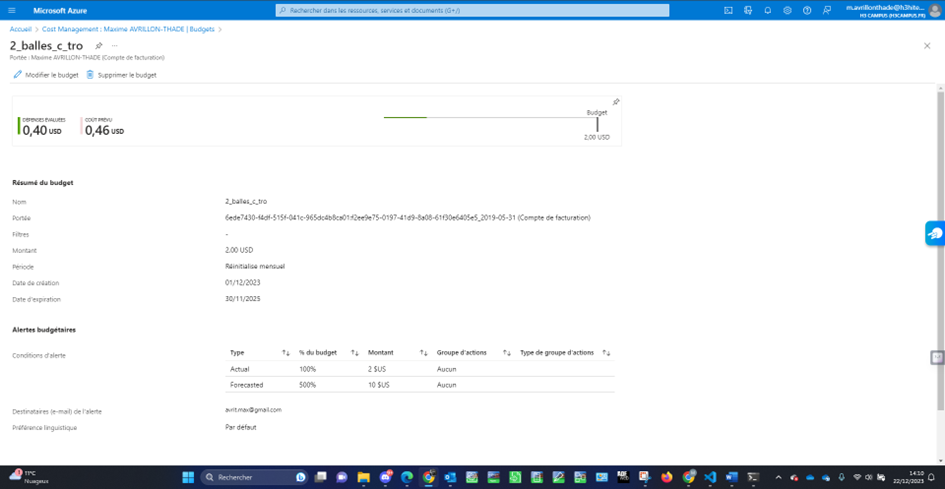 Microsoft Azure
Rechercher dans les ressources, services et documents (G+/)
m.avrillonthade@h3hite...
H3 CAMPUS (H3CAMPUS.FR)
Accueil > Cost Management : Maxime AVRILLON-THADE | Budgets >
2_balles_c_tro
Portée : Maxime AVRILLON-THADE (Compte de facturation)
Modifier le budget Supprimer le budget
DÉPENSES ÉVALUÉES COÛT PRÉVU
0,40 USD 0,46 USD
Budget
2,00 USD
Résumé du budget
Nom 2_balles_c_tro
Portée 6ede7430-f4df-515f-041c-965dc4b8ca01:f2ee9e75-0197-41d9-8a08-61f30e6405e5_2019-05-31 (Compte de facturation)
Filtres -
Montant 2,00 USD
Période Réinitialise mensuel
Date de création 01/12/2023
Date d'expiration 30/11/2025
Alertes budgétaires
Conditions d'alerte
Type % du budget Montant Groupe d'actions Type de groupe d'actions
Actual 100% 2 $US Aucun
Forecasted 500% 10 $US Aucun
Destinataires (e-mail) de l'alerte avrit.max@gmail.com
Préférence linguistique Par défaut
11°C
Nuageux
Rechercher
14:10
22/12/2023